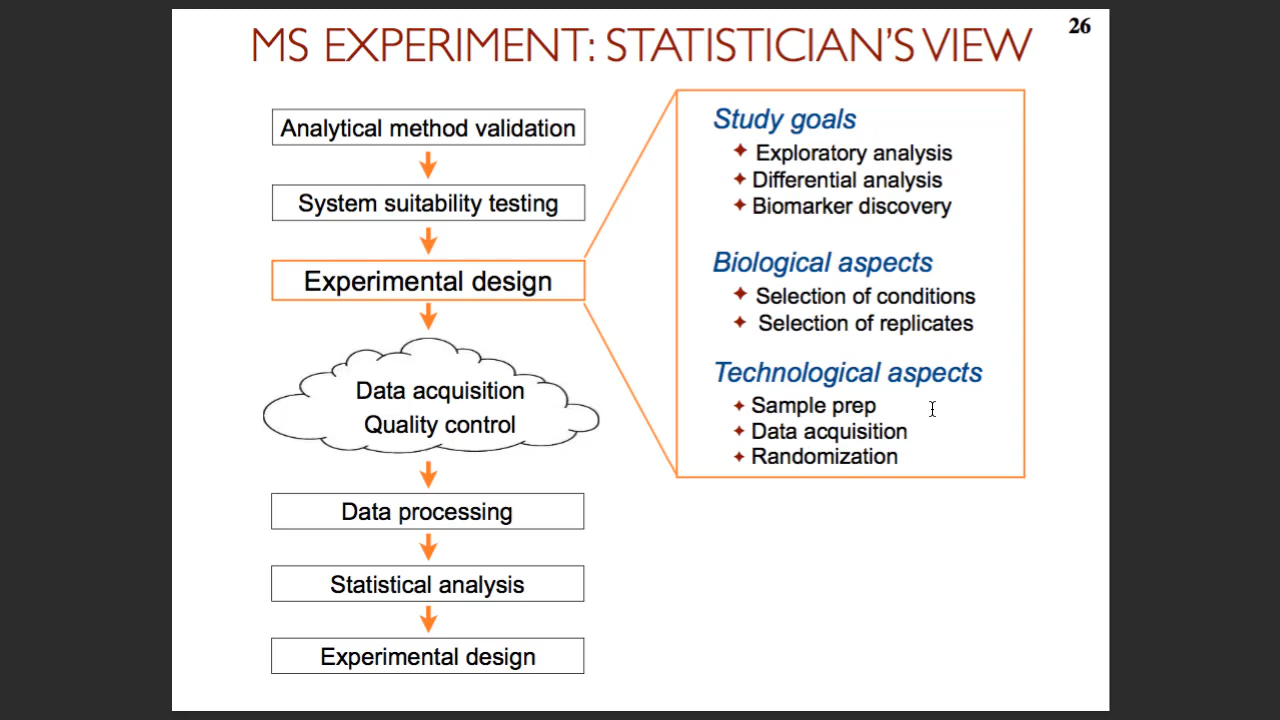 MS EXPERIMENT: STATISTICIAN'S VIEW
26
Analytical method validation
System suitability testing
Experimental design
Data acquisition
Quality control
Data processing
Statistical analysis
Experimental design
Study goals
Exploratory analysis
Differential analysis
Biomarker discovery
Biological aspects
Selection of conditions
Selection of replicates
Technological aspects
Sample prep
Data acquisition
Randomization